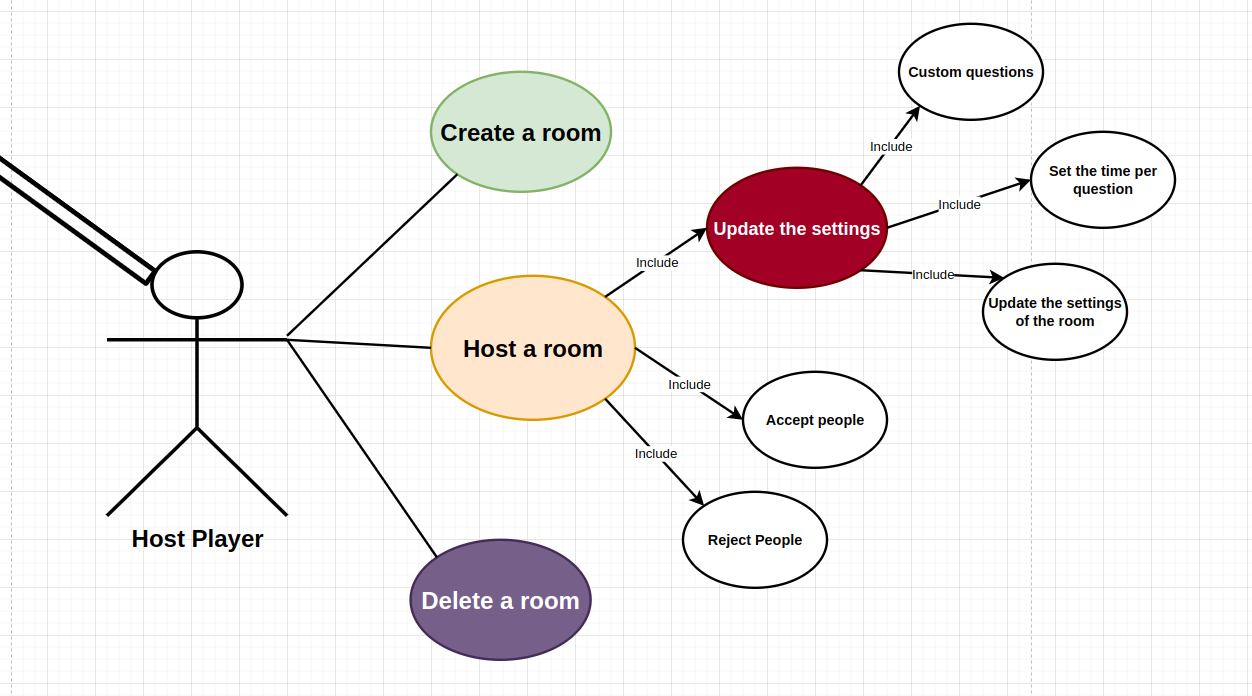 Custom questions
Create a room
Include
Set the time per
question
Include
Update the settings
Include
Include
Update the settings
of the room
Host a room
Include
Accept people
Include
Host Player
Reject People
Delete a room